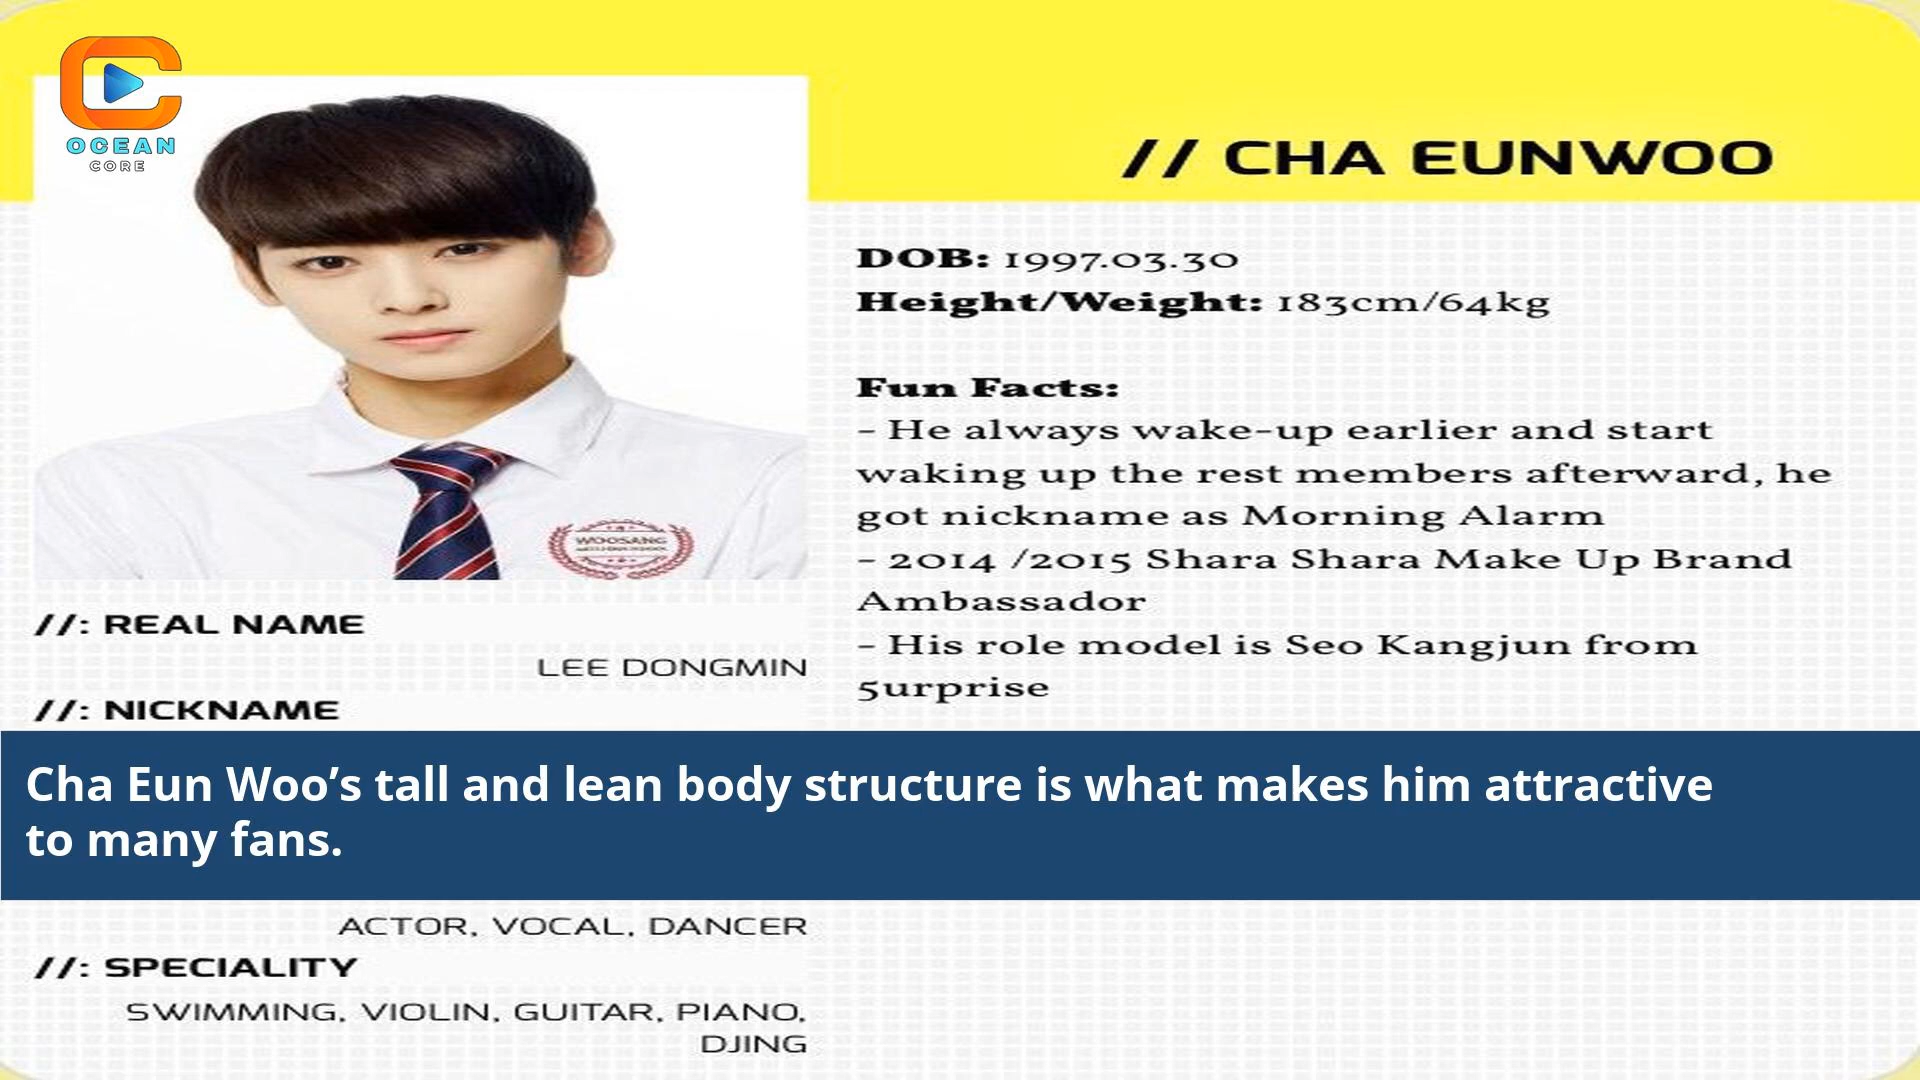 OCEAN
CORE
// CHA EUNWOO
DOB: 1997.03.30
Height/Weight: 183cm/64kg
Fun Facts:
- He always wake-up earlier and start
waking up the rest members afterward, he
got nickname as Morning Alarm
- 2014 /2015 Shara Shara Make Up Brand
Ambassador
- His role model is Seo Kangjun from
5urprise
WOOSANG
//: REAL NAME
LEE DONGMIN
//: NICKNAME
Cha Eun Woo’s tall and lean body structure is what makes him attractive
to many fans.
ACTOR, VOCAL, DANCER
//: SPECIALITY
SWIMMING, VIOLIN, GUITAR, PIANO,
DJING